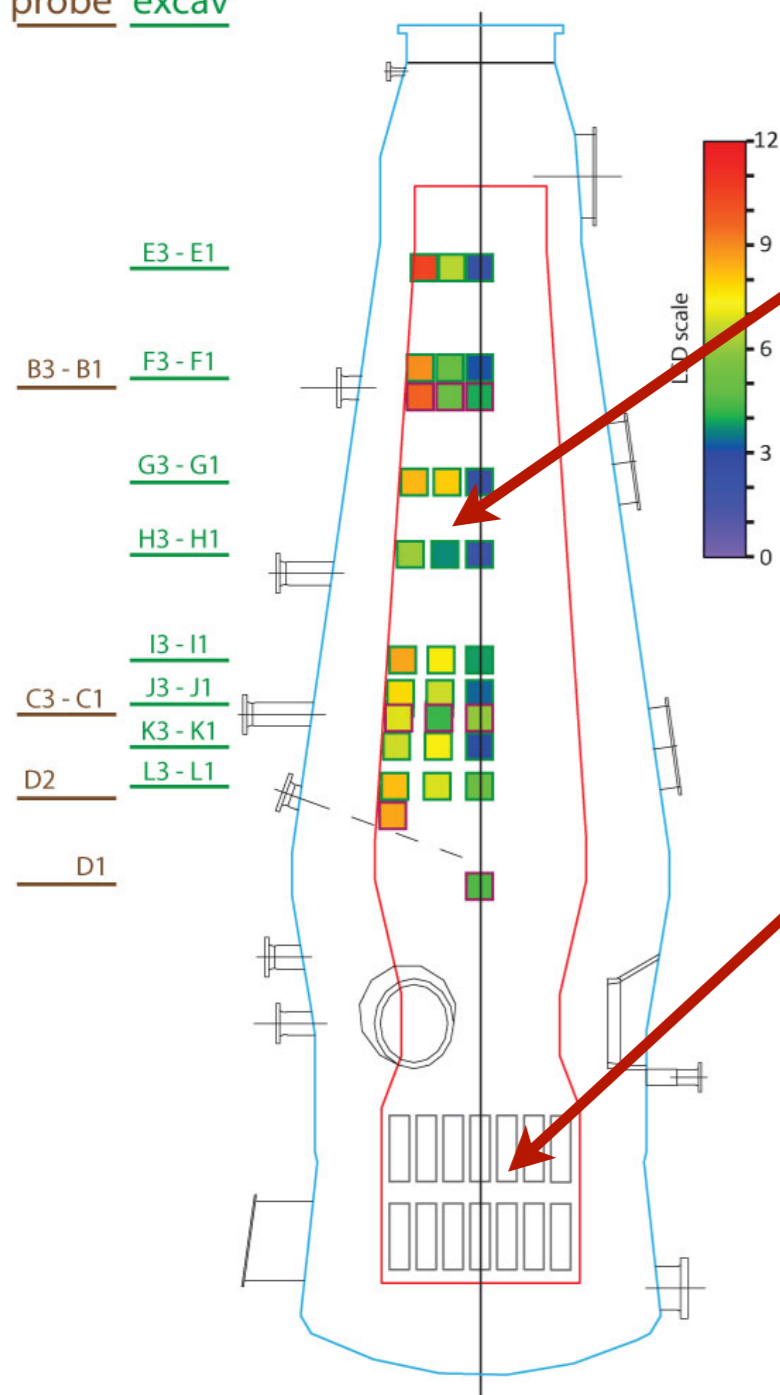 probe excav
12
E3 - E1
9
scale
6
B3 - B1 F3 - F1
3
G3 - G1
H3 - H1
0
I3 - I1
C3 - C1 J3 - J1
K3 - K1
D2 L3 - L1
D1